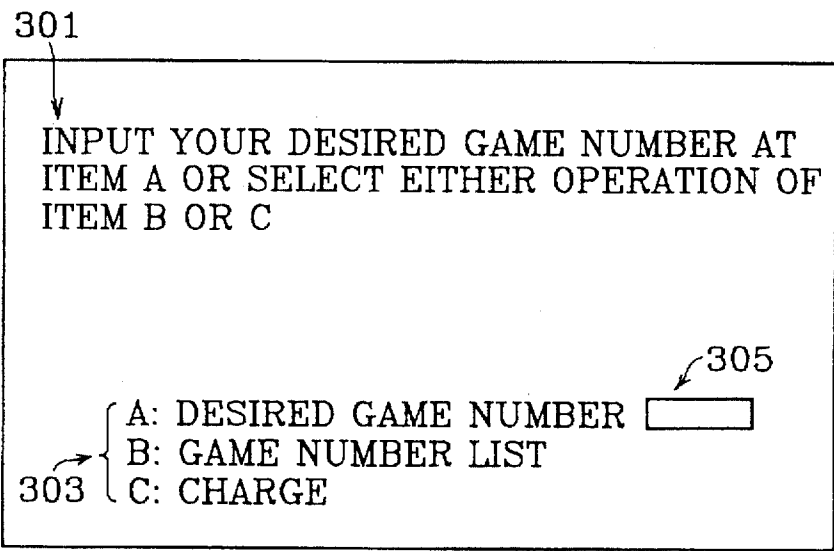 301
INPUT YOUR DESIRED GAME NUMBER AT
ITEM A OR SELECT EITHER OPERATION OF
ITEM B OR C
305
A: DESIRED GAME NUMBER
B: GAME NUMBER LIST
303
C: CHARGE